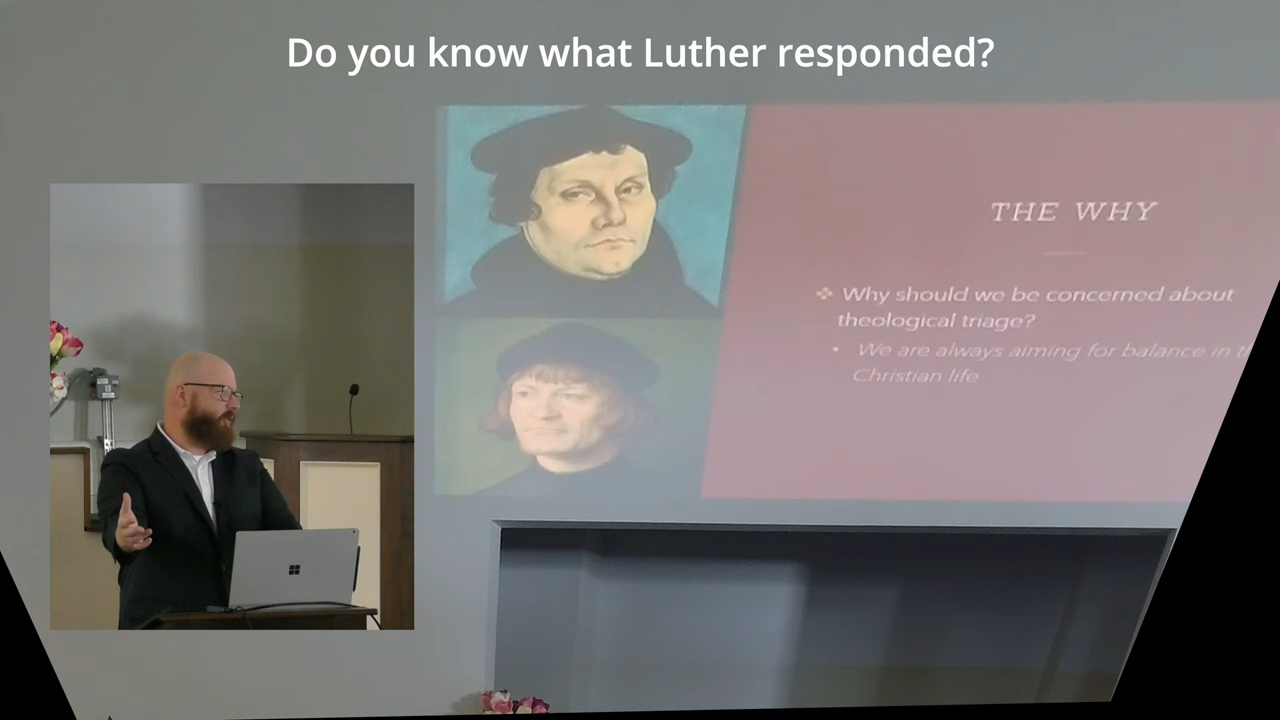 Do you know what Luther responded?
THE WHY
Why should we be concerned about
theological triage?
We are always aiming for balance in
Christian life